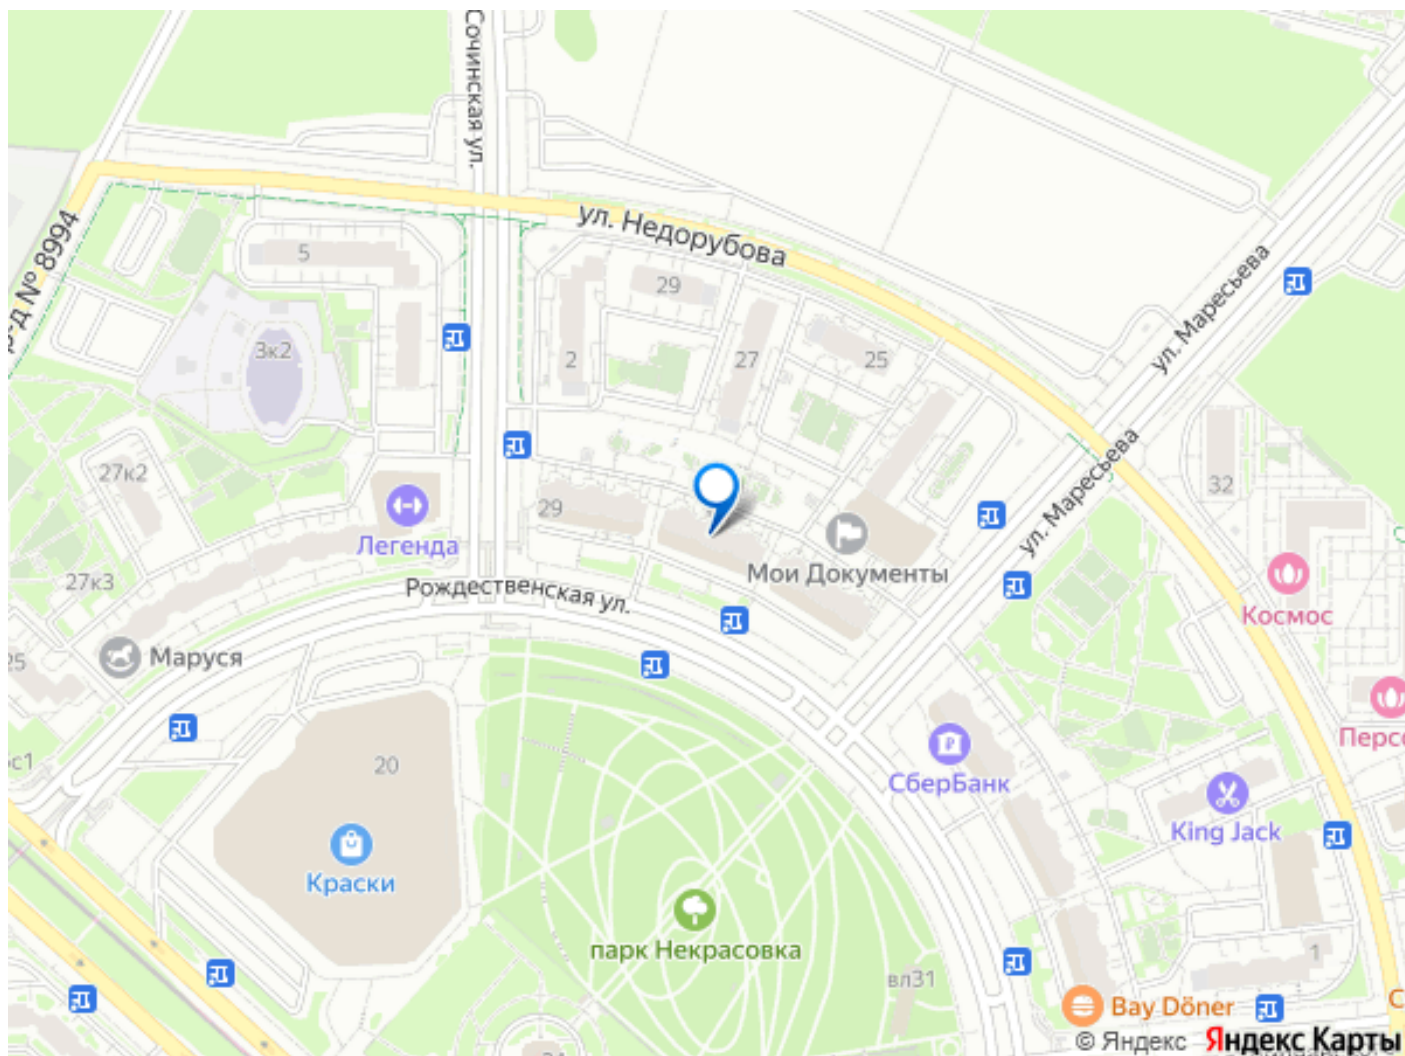 Сочинская ул.
ул. Недорубова
5
29
27
25
2
3к2
ул. Маресьева
ул. Маресьева
27к2
29
32
Легенда
Мои Документы
27к3
Рождественская ул.
Космос
25
Маруся
20
СберБанк
King Jack
Краски
парк Некрасовка
вл31
1
Bay Döner
© Яндекс Яндекс Карты